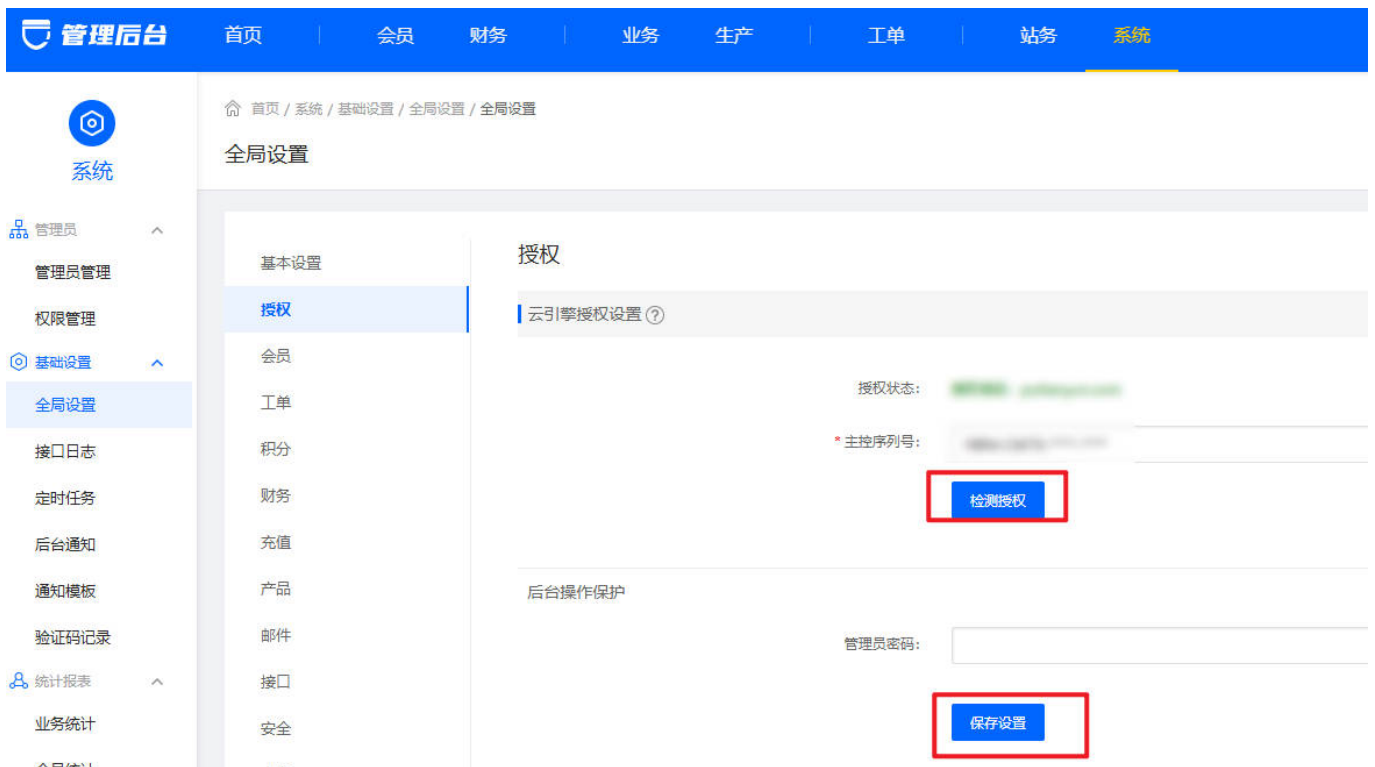 管理后台
首页 会员 财务 业务 生产 工单 站务 系统
系统
管理员
管理员管理
权限管理
基础设置
全局设置
接口日志
定时任务
后台通知
通知模板
验证码记录
统计报表
业务统计
首页 / 系统 / 基础设置 / 全局设置 / 全局设置
全局设置
基本设置
授权
会员
工单
积分
财务
充值
产品
邮件
接口
安全
授权
云引擎授权设置 ?
授权状态:
* 主控序列号:
检测授权
后台操作保护
管理员密码:
保存设置